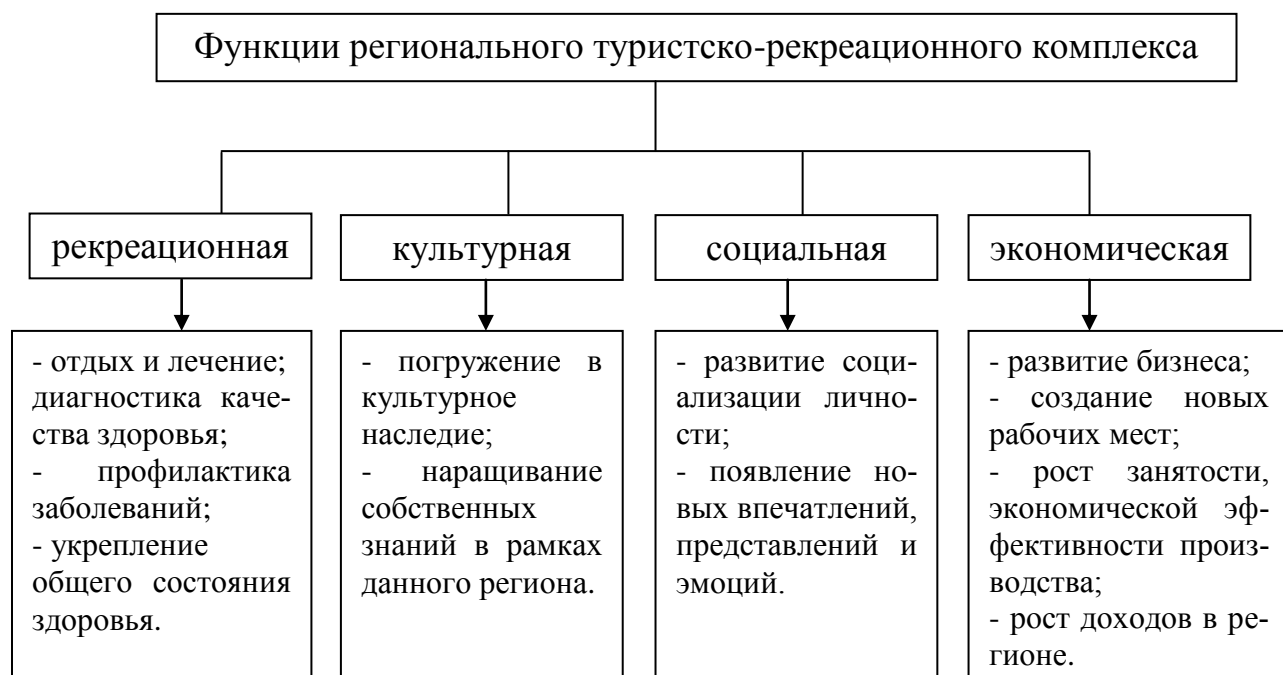 Функции регионального туристско-рекреационного комплекса
рекреационная
культурная
социальная
экономическая
- отдых и лечение;
диагностика каче-
ства здоровья;
- профилактика
заболеваний;
- укрепление
общего состояния
здоровья.
- погружение в
культурное
наследие;
- наращивание
собственных
знаний в рамках
данного региона.
- развитие соци-
ализации лично-
сти;
- появление но-
вых впечатлений,
представлений и
эмоций.
- развитие бизнеса;
- создание новых
рабочих мест;
- рост занятости,
экономической эф-
фективности произ-
водства;
- рост доходов в ре-
гионе.